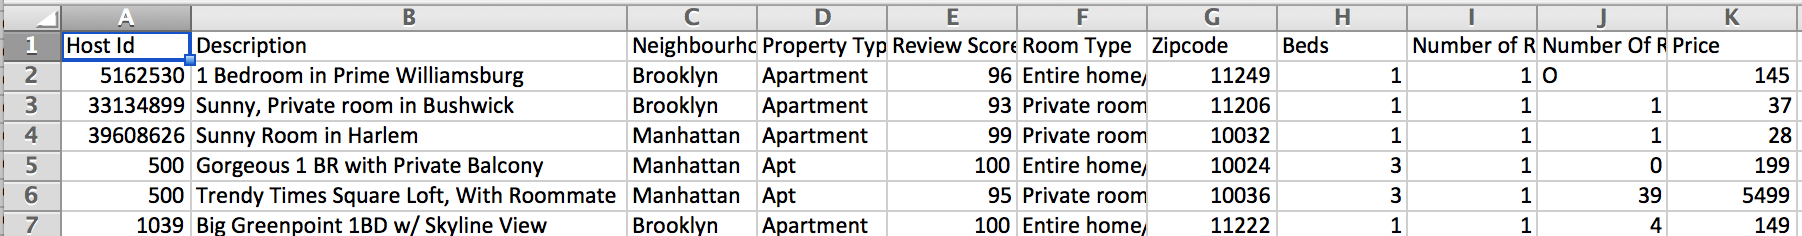 A B C D E F G H I J K
1 Host Id Description Neighbourho Property Typ Review Score Room Type Zipcode Beds Number of R Number Of R Price
2 5162530 1 Bedroom in Prime Williamsburg Brooklyn Apartment 96 Entire home/ 11249 1 1 O 145
3 33134899 Sunny, Private room in Bushwick Brooklyn Apartment 93 Private room 11206 1 1 1 37
4 39608626 Sunny Room in Harlem Manhattan Apartment 99 Private room 10032 1 1 1 28
5 500 Gorgeous 1 BR with Private Balcony Manhattan Apt 100 Entire home/ 10024 3 1 0 199
6 500 Trendy Times Square Loft, With Roommate Manhattan Apt 95 Private room 10036 3 1 39 5499
7 1039 Big Greenpoint 1BD w/ Skyline View Brooklyn Apartment 100 Entire home/ 11222 1 1 4 149